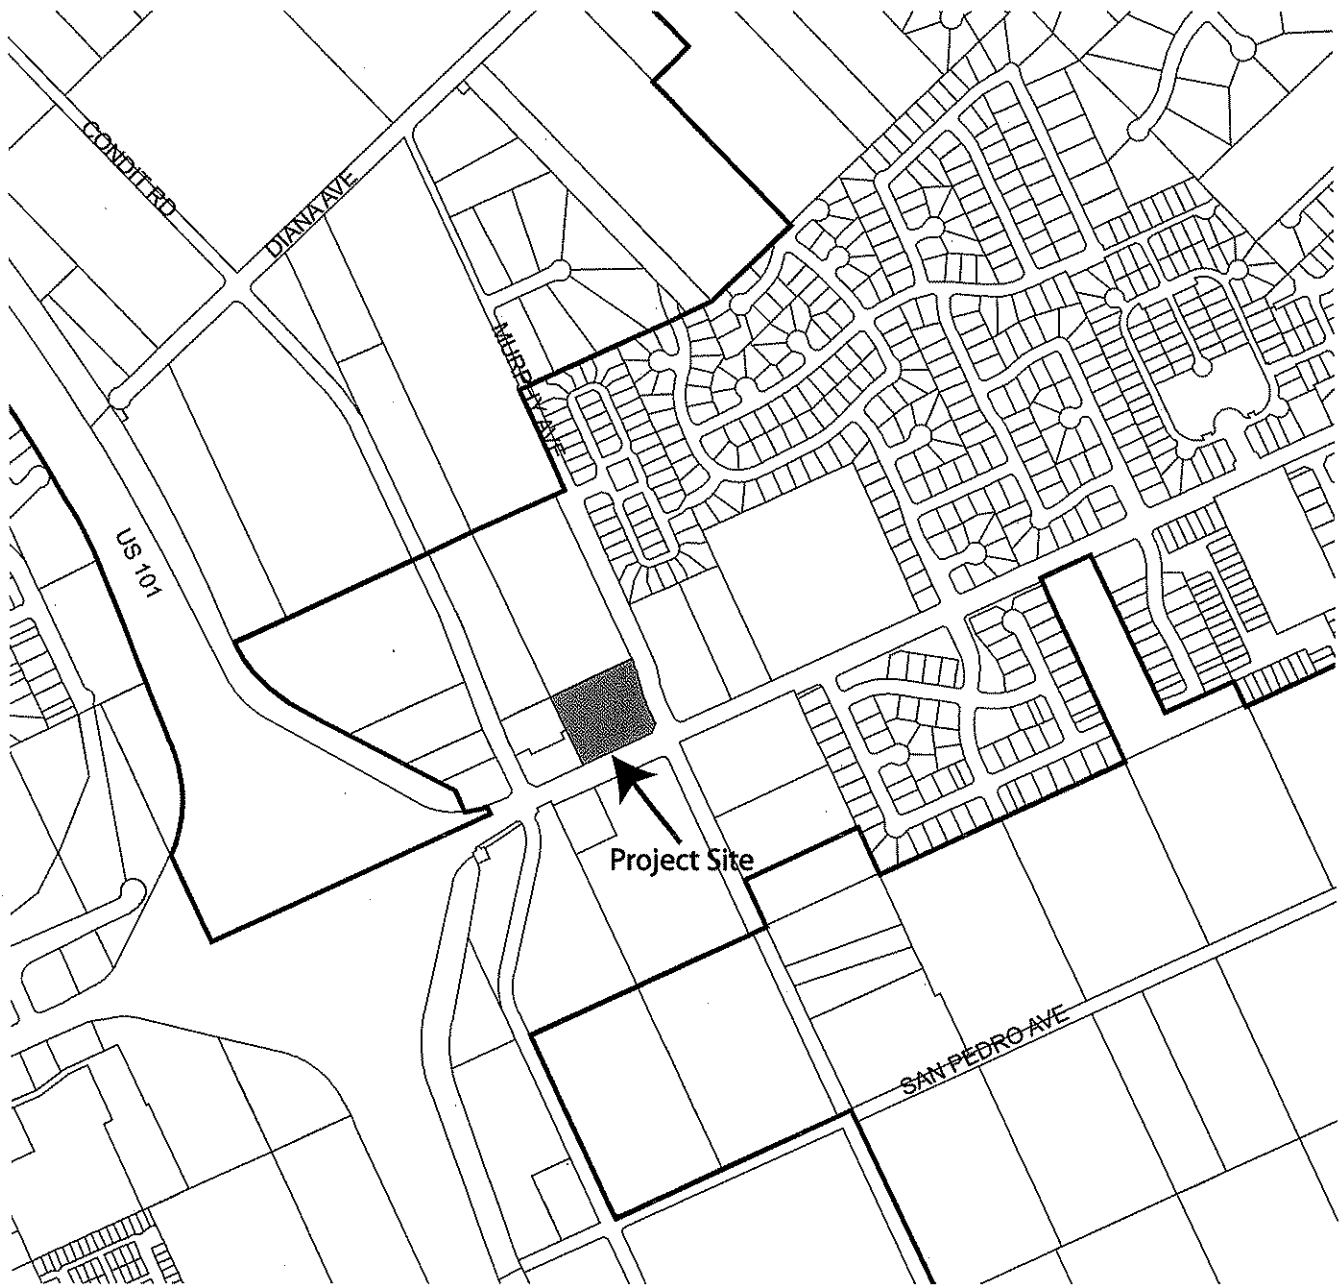 CONDIT RD
DIANA AVE
MURPHY AVE
US 101
Project Site
SAN PEDRO AVE